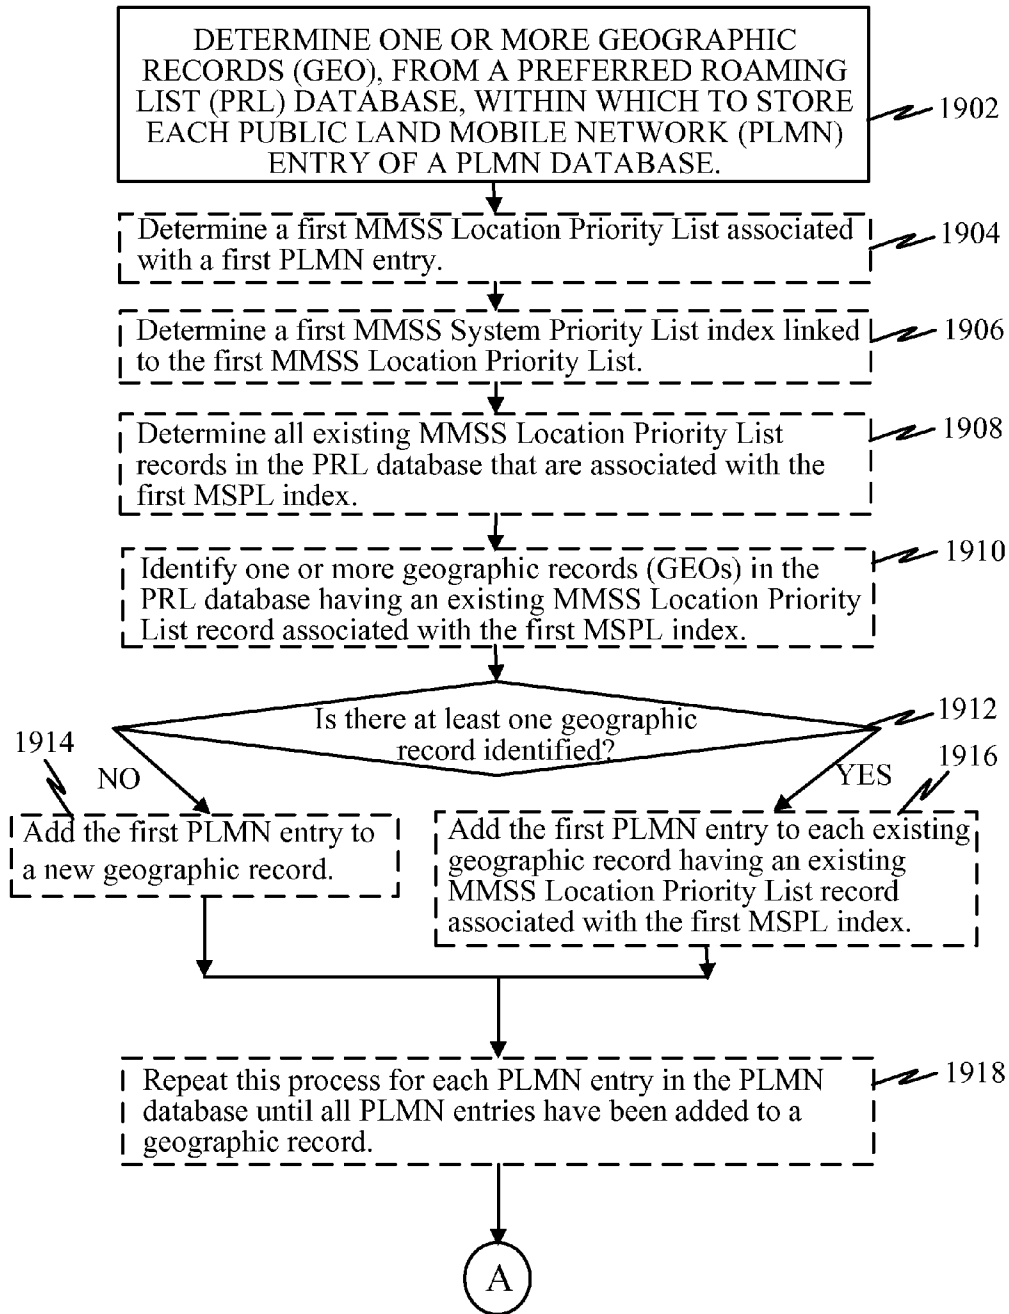 DETERMINE ONE OR MORE GEOGRAPHIC
RECORDS (GEO), FROM A PREFERRED ROAMING
LIST (PRL) DATABASE, WITHIN WHICH TO STORE
EACH PUBLIC LAND MOBILE NETWORK (PLMN)
ENTRY OF A PLMN DATABASE.
1902
Determine a first MMSS Location Priority List associated
with a first PLMN entry.
1904
Determine a first MMSS System Priority List index linked
to the first MMSS Location Priority List.
1906
Determine all existing MMSS Location Priority List
records in the PRL database that are associated with the
first MSPL index.
1908
Identify one or more geographic records (GEOs) in the
PRL database having an existing MMSS Location Priority
List record associated with the first MSPL index.
1910
Is there at least one geographic
record identified?
1912
1914
NO
Add the first PLMN entry to
a new geographic record.
YES
1916
Add the first PLMN entry to each existing
geographic record having an existing
MMSS Location Priority List record
associated with the first MSPL index.
Repeat this process for each PLMN entry in the PLMN
database until all PLMN entries have been added to a
geographic record.
1918
A